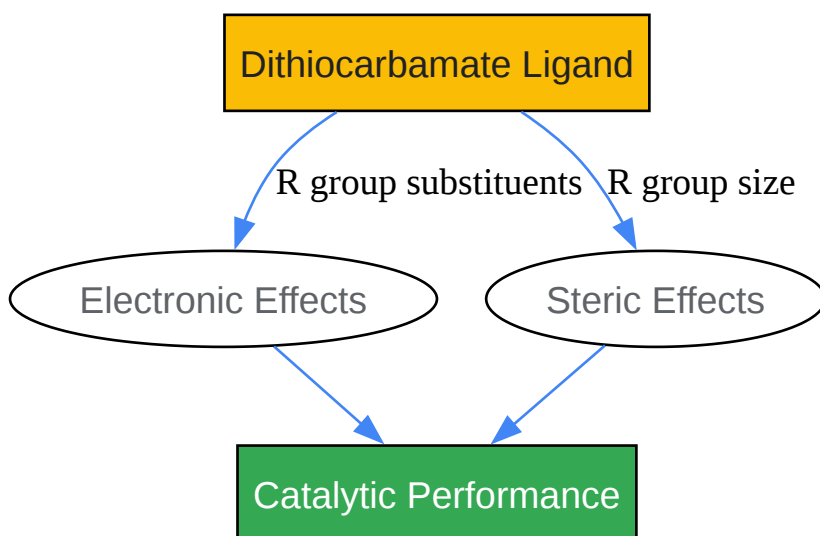 Dithiocarbamate Ligand
R group substituents
R group size
Electronic Effects
Steric Effects
Catalytic Performance